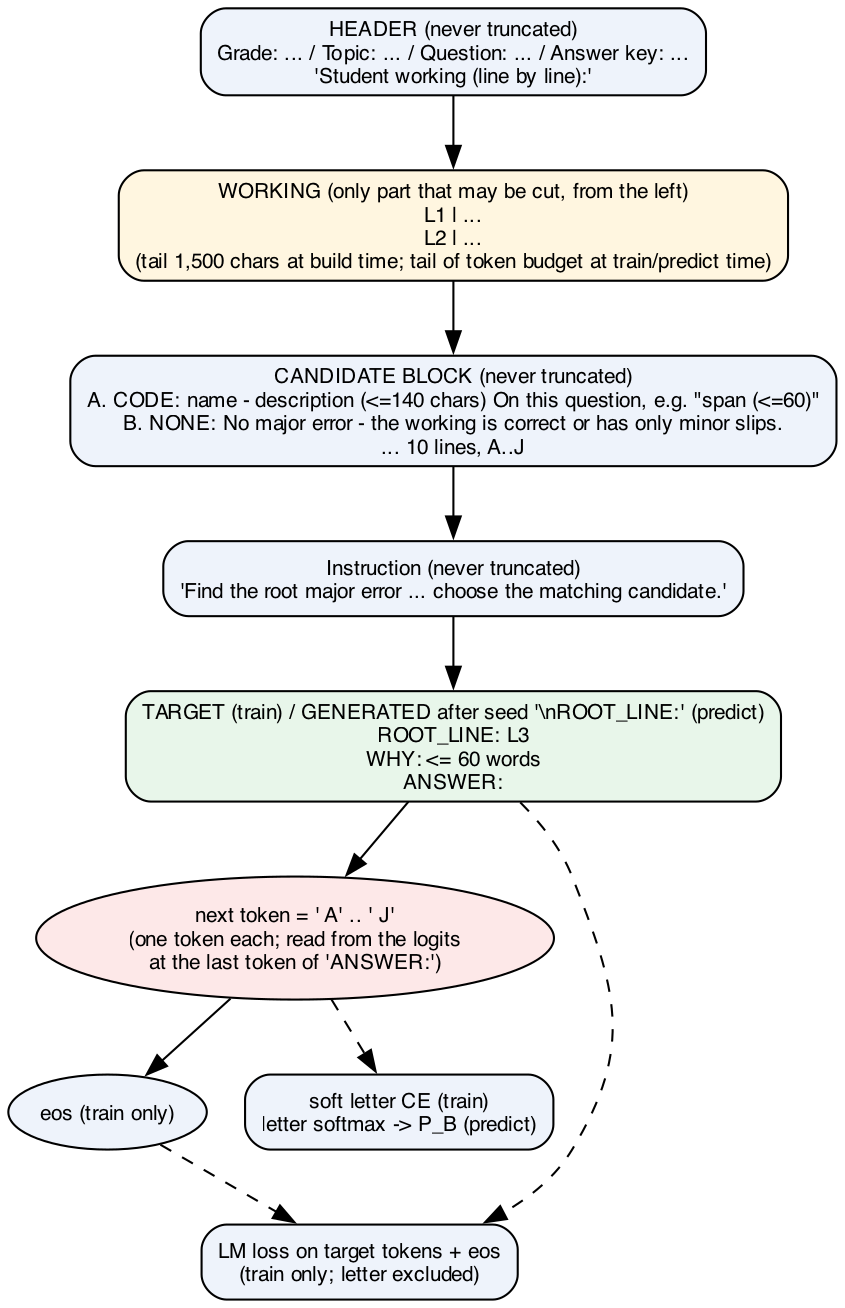 HEADER (never truncated)
Grade: ... / Topic: ... / Question: ... / Answer key: ...
'Student working (line by line):'
WORKING (only part that may be cut, from the left)
L1 | ...
L2 | ...
(tail 1,500 chars at build time; tail of token budget at train/predict time)
CANDIDATE BLOCK (never truncated)
A. CODE: name - description (<=140 chars) On this question, e.g. "span (<=60)"
B. NONE: No major error - the working is correct or has only minor slips.
... 10 lines, A..J
Instruction (never truncated)
'Find the root major error ... choose the matching candidate.'
TARGET (train) / GENERATED after seed '\nROOT_LINE:' (predict)
ROOT_LINE: L3
WHY: <= 60 words
ANSWER:
next token = ' A' .. ' J'
(one token each; read from the logits
at the last token of 'ANSWER:')
eos (train only)
soft letter CE (train)
letter softmax -> P_B (predict)
LM loss on target tokens + eos
(train only; letter excluded)